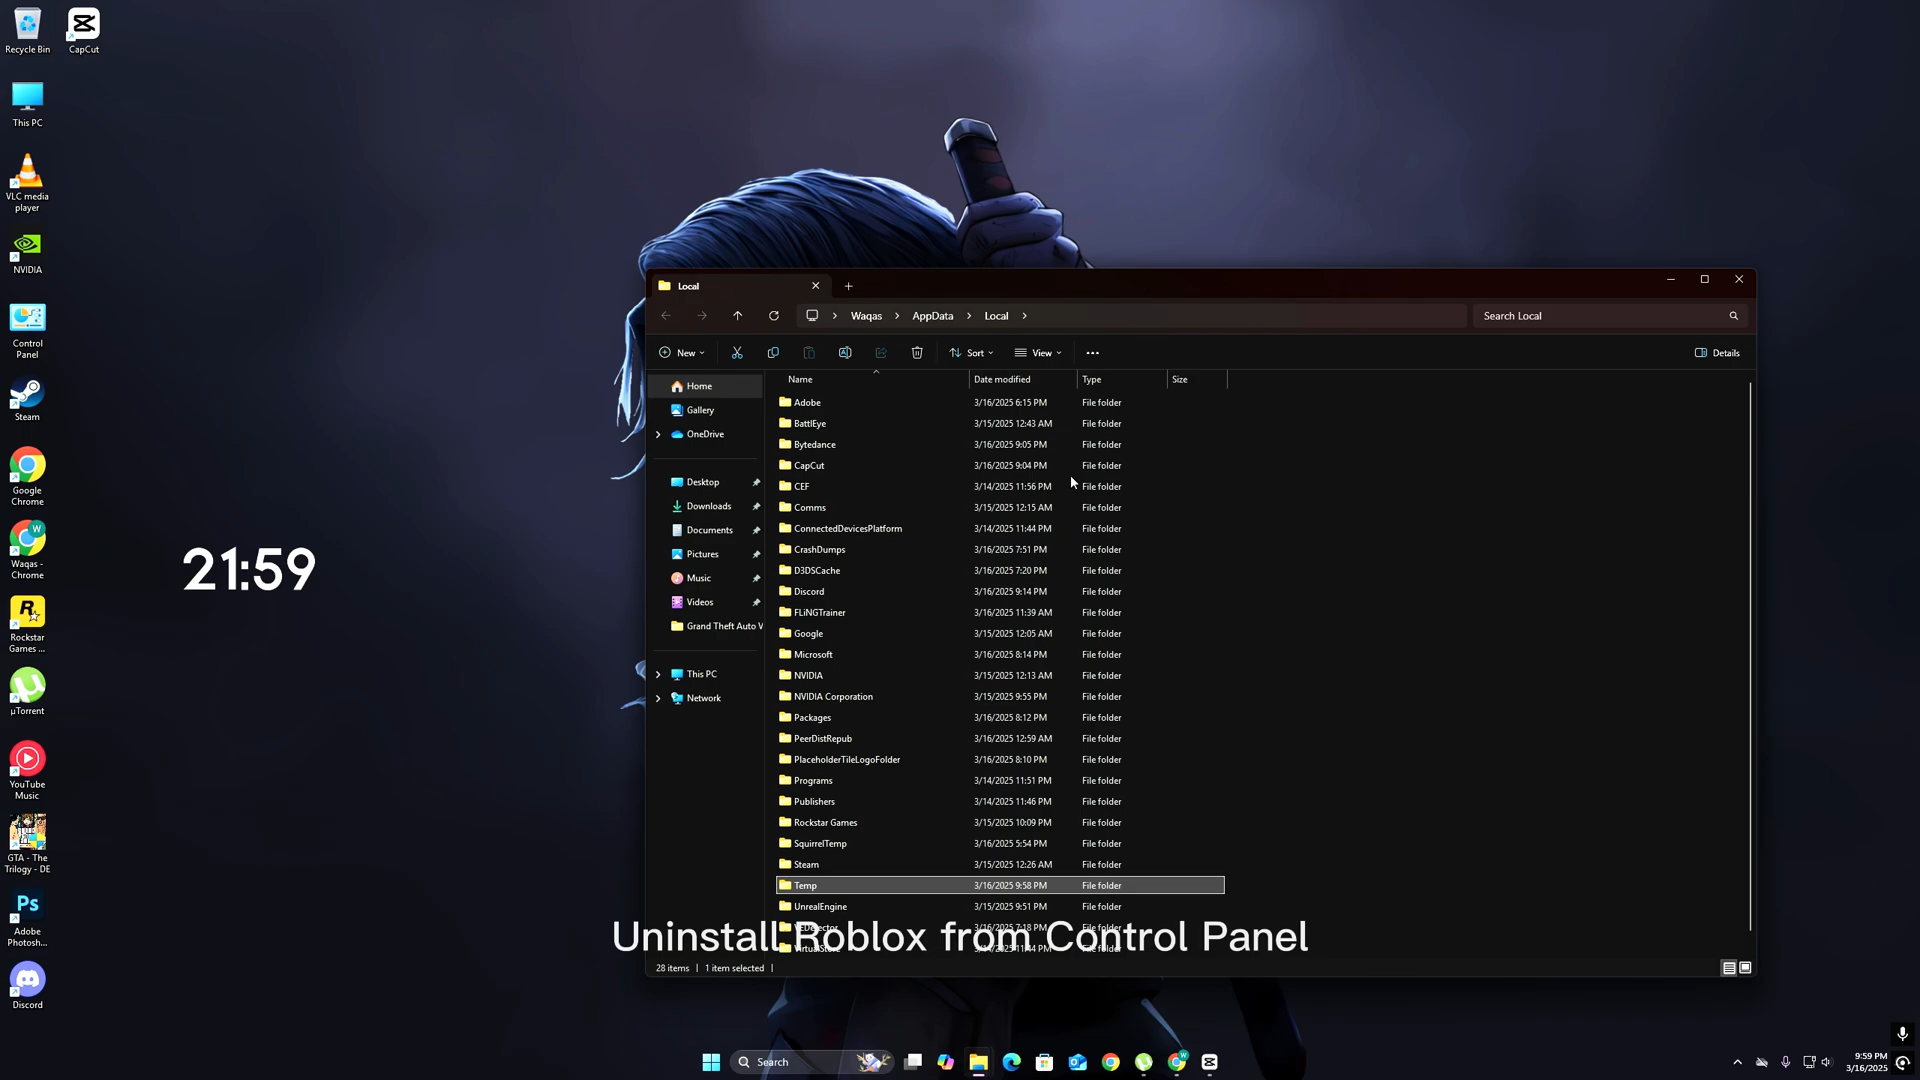 Recycle Bin
CapCut
This PC
VLC media
player
NVIDIA
Control
Panel
Steam
Google
Chrome
Waqas -
Chrome
Rockstar
Games ...
µTorrent
YouTube
Music
GTA - The
Trilogy - DE
Adobe
Photosh...
Discord
21:59
Local
Waqas > AppData > Local >
Search Local
New
Sort
View
Details
Home
Gallery
OneDrive
Desktop
Downloads
Documents
Pictures
Music
Videos
Grand Theft Auto V
This PC
Network
Name Date modified Type Size
Adobe 3/16/2025 6:15 PM File folder
BattlEye 3/15/2025 12:43 AM File folder
Bytedance 3/16/2025 9:05 PM File folder
CapCut 3/16/2025 9:04 PM File folder
CEF 3/14/2025 11:56 PM File folder
Comms 3/15/2025 12:15 AM File folder
ConnectedDevicesPlatform 3/14/2025 11:44 PM File folder
CrashDumps 3/16/2025 7:51 PM File folder
D3DSCache 3/16/2025 7:20 PM File folder
Discord 3/16/2025 9:14 PM File folder
FLiNGTrainer 3/16/2025 11:39 AM File folder
Google 3/15/2025 12:05 AM File folder
Microsoft 3/16/2025 8:14 PM File folder
NVIDIA 3/15/2025 12:13 AM File folder
NVIDIA Corporation 3/15/2025 9:55 PM File folder
Packages 3/16/2025 8:12 PM File folder
PeerDistRepub 3/16/2025 12:59 AM File folder
PlaceholderTileLogoFolder 3/16/2025 8:10 PM File folder
Programs 3/14/2025 11:51 PM File folder
Publishers 3/14/2025 11:46 PM File folder
Rockstar Games 3/15/2025 10:09 PM File folder
SquirrelTemp 3/16/2025 5:54 PM File folder
Steam 3/15/2025 12:26 AM File folder
Temp 3/16/2025 9:58 PM File folder
UnrealEngine 3/15/2025 9:51 PM File folder
3/16/2025 7:18 PM File folder
File folder
Uninstall Roblox from Control Panel
28 items
1 item selected
Search
9:59 PM
3/16/2025